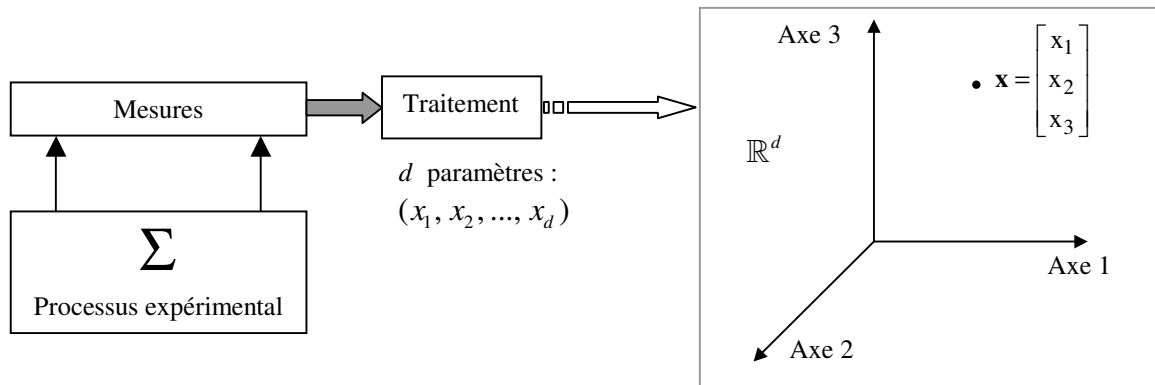 Mesures
Traitement
d paramètres :
(x₁, x₂, ..., x_d)
Σ
Processus expérimental
Axe 3
x = [x₁ x₂ x₃]
ℝ^d
Axe 1
Axe 2